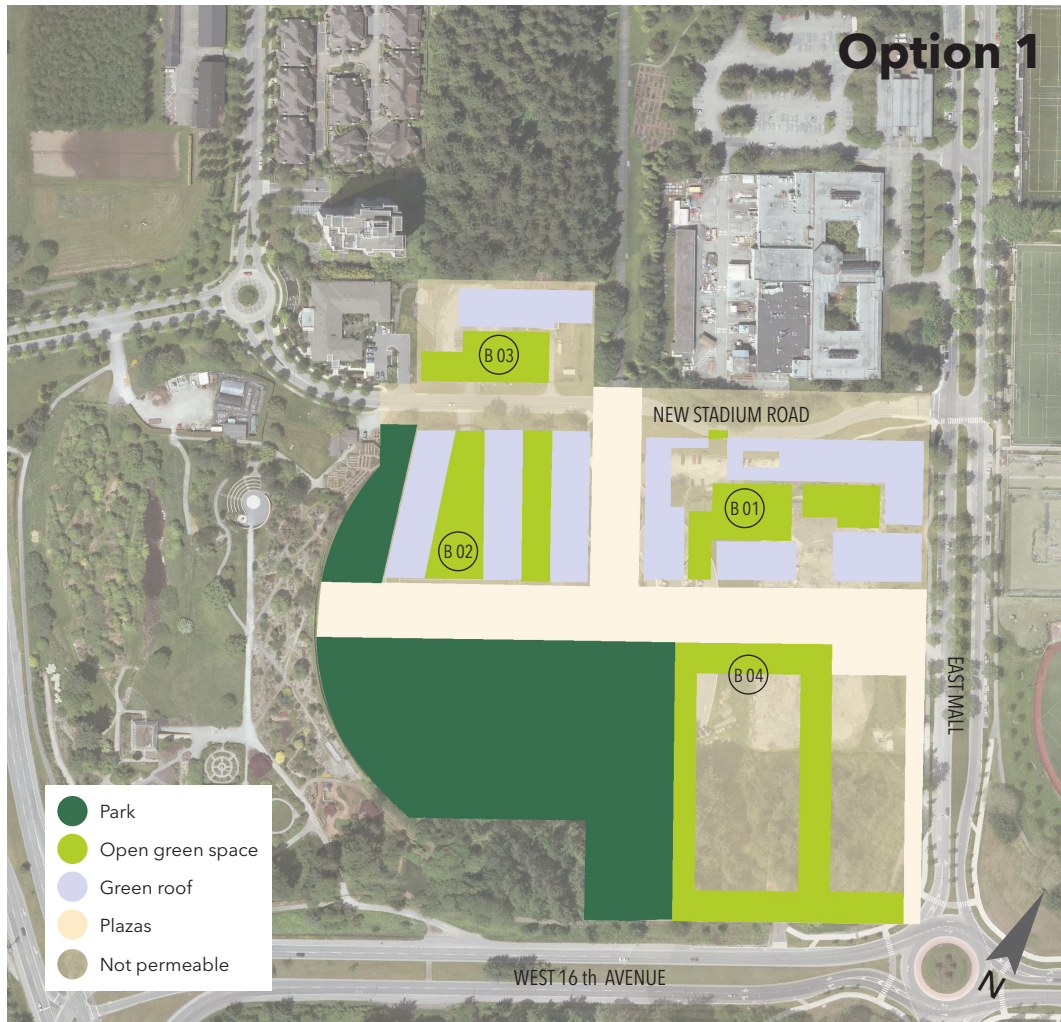 Option 1
B 03
NEW STADIUM ROAD
B 01
B 02
B 04
EAST MALL
Park
Open green space
Green roof
Plazas
Not permeable
WEST 16 th AVENUE
N